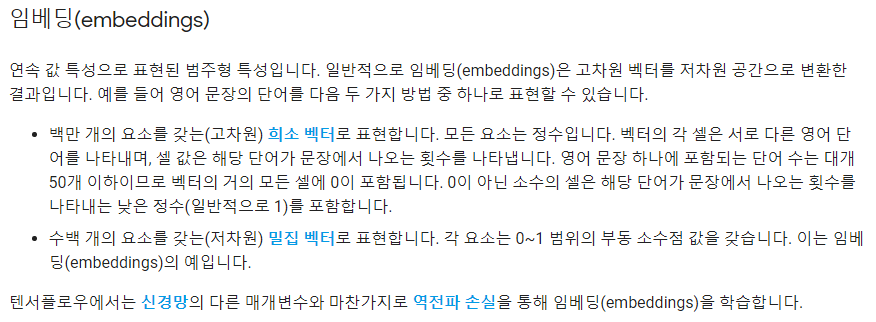 임베딩(embeddings)
연속 값 특성으로 표현된 범주형 특성입니다. 일반적으로 임베딩(embeddings)은 고차원 벡터를 저차원 공간으로 변환한
결과입니다. 예를 들어 영어 문장의 단어를 다음 두 가지 방법 중 하나로 표현할 수 있습니다.
• 백만 개의 요소를 갖는(고차원) 희소 벡터로 표현합니다. 모든 요소는 정수입니다. 벡터의 각 셀은 서로 다른 영어 단
어를 나타내며, 셀 값은 해당 단어가 문장에서 나오는 횟수를 나타냅니다. 영어 문장 하나에 포함되는 단어 수는 대개
50개 이하이므로 벡터의 거의 모든 셀에 0이 포함됩니다. 0이 아닌 소수의 셀은 해당 단어가 문장에서 나오는 횟수를
나타내는 낮은 정수(일반적으로 1)를 포함합니다.
• 수백 개의 요소를 갖는(저차원) 밀집 벡터로 표현합니다. 각 요소는 0~1 범위의 부동 소수점 값을 갖습니다. 이는 임베
딩(embeddings)의 예입니다.
텐서플로우에서는 신경망의 다른 매개변수와 마찬가지로 역전파 손실을 통해 임베딩(embeddings)을 학습합니다.